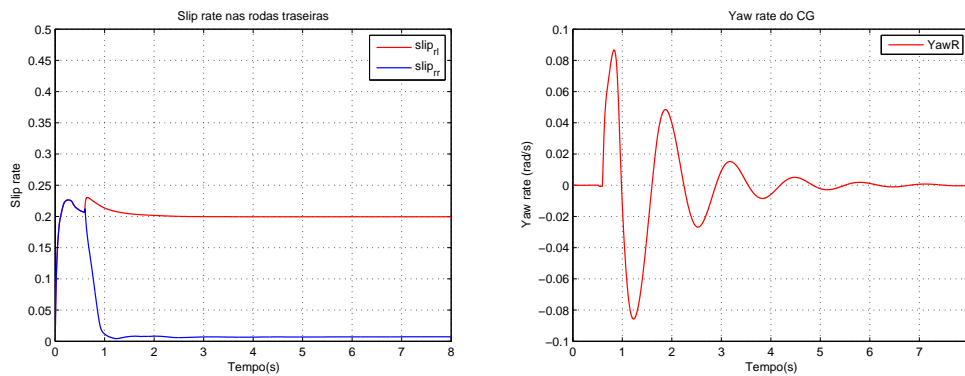 Slip rate nas rodas traseiras
0.5
0.45
0.4
0.35
0.3
0.25
0.2
0.15
0.1
0.05
0
Slip rate
slip_rl
slip_rr
0 1 2 3 4 5 6 7 8
Tempo(s)
Yaw rate do CG
0.1
0.08
0.06
0.04
0.02
0
−0.02
−0.04
−0.06
−0.08
−0.1
Yaw rate (rad/s)
YawR
0 1 2 3 4 5 6 7
Tempo(s)